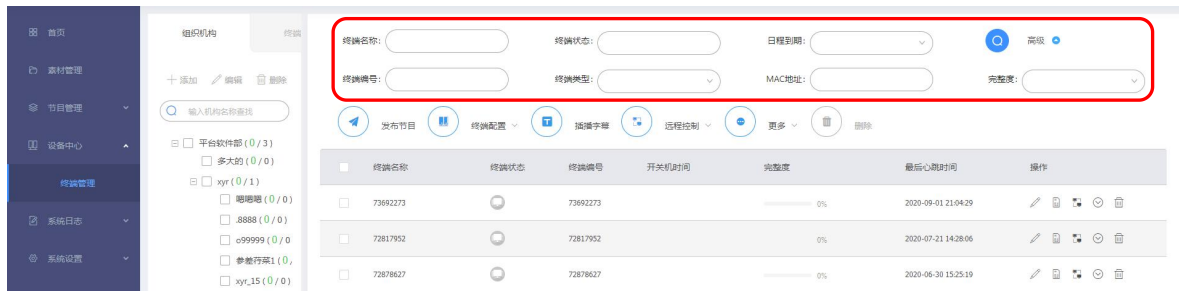 首页
素材管理
节目管理
设备中心
终端管理
系统日志
系统设置
组织机构 终端
添加 编辑 删除
输入机构名称查找
平台软件部 ( 0 / 3 )
多大的 ( 0 / 0 )
xyr ( 0 / 1 )
嗯嗯嗯 ( 0 / 0 )
.8888 ( 0 / 0 )
o99999 ( 0 / 0
参差荇菜1 ( 0 /
xyr_15 ( 0 / 0 )
终端名称: 终端状态: 日程到期: 高级
终端编号: 终端类型: MAC地址: 完整度:
发布节目 终端配置 插播字幕 远程控制 更多 删除
终端名称 终端状态 终端编号 开关机时间 完整度 最后心跳时间 操作
73692273 73692273 0% 2020-09-01 21:04:29
72817952 72817952 0% 2020-07-21 14:28:06
72878627 72878627 0% 2020-06-30 15:25:19